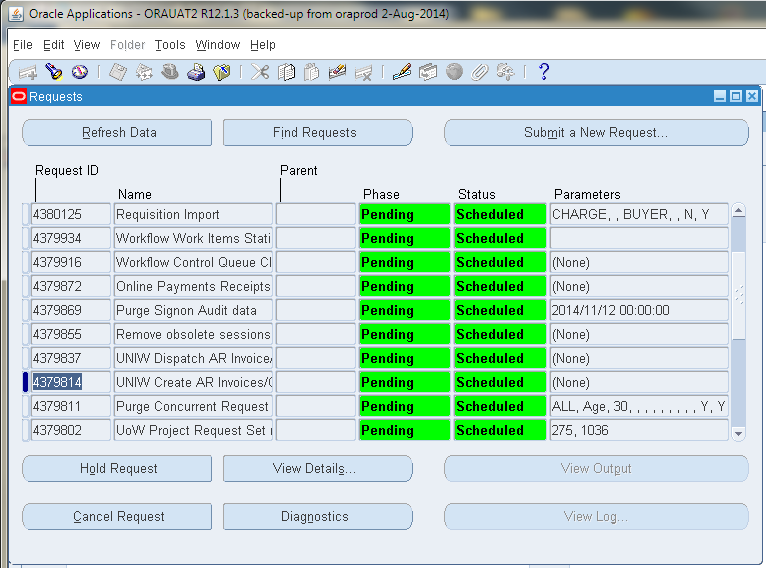 Oracle Applications - ORAUAT2 R12.1.3 (backed-up from oraprod 2-Aug-2014)
File Edit View Folder Tools Window Help
Requests
Refresh Data Find Requests Submit a New Request...
Request ID Parent
Name Phase Status Parameters
4380125 Requisition Import Pending Scheduled CHARGE, , BUYER, , N, Y
4379934 Workflow Work Items Stati Pending Scheduled
4379916 Workflow Control Queue Cl Pending Scheduled (None)
4379872 Online Payments Receipts Pending Scheduled (None)
4379869 Purge Signon Audit data Pending Scheduled 2014/11/12 00:00:00
4379855 Remove obsolete sessions Pending Scheduled (None)
4379837 UNIW Dispatch AR Invoice/ Pending Scheduled (None)
4379814 UNIW Create AR Invoices/C Pending Scheduled (None)
4379811 Purge Concurrent Request Pending Scheduled ALL, Age, 30, , , , , , , , , Y, Y
4379802 UoW Project Request Set Pending Scheduled 275, 1036
Hold Request View Details... View Output
Cancel Request Diagnostics View Log...